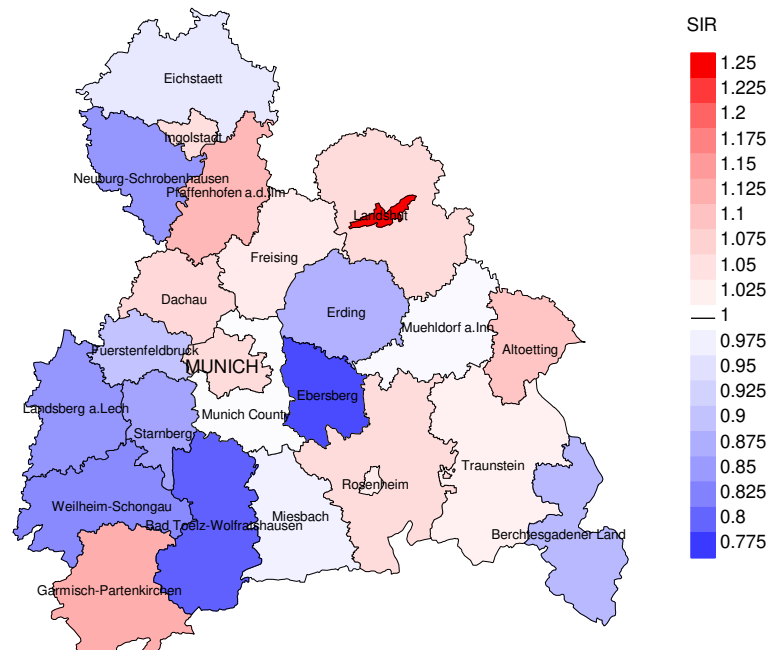 SIR
1.25
1.225
1.2
1.175
1.15
1.125
1.1
1.075
1.05
1.025
1
0.975
0.95
0.925
0.9
0.875
0.85
0.825
0.8
0.775
Eichstaett
Ingolstadt
Neuburg-Schrobenhausen
Pfaffenhofen a.d.Ilm
Landshut
Freising
Dachau
Erding
Muehldorf a.Inn
Fuerstenfeldbruck
Altoetting
MUNICH
Ebersberg
Landsberg a.Lech
Munich County
Starnberg
Traunstein
Rosenheim
Weilheim-Schongau
Miesbach
Bad Toelz-Wolfratshausen
Berchtesgadener Land
Garmisch-Partenkirchen